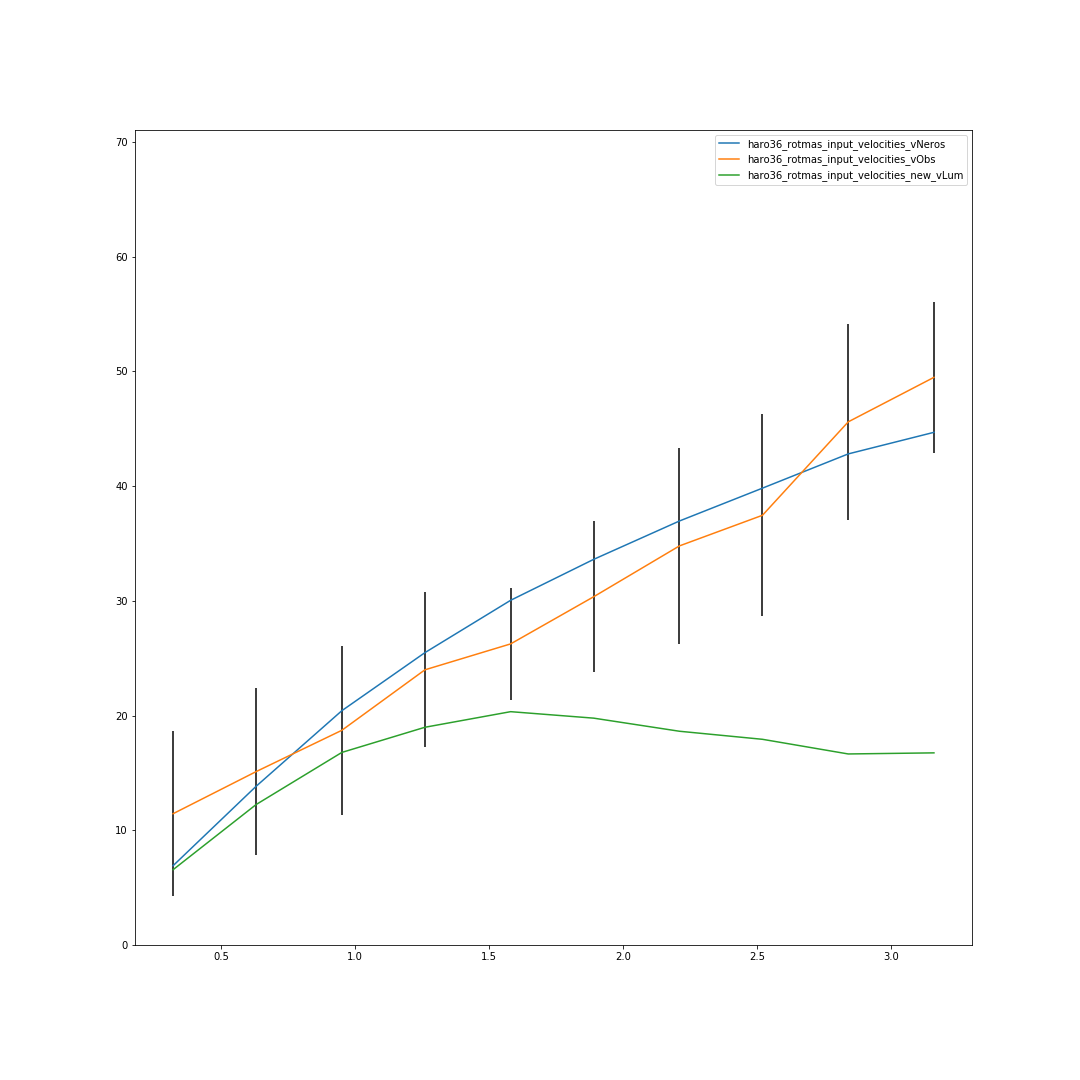 haro36_rotmas_input_velocities_vNeros
haro36_rotmas_input_velocities_vObs
haro36_rotmas_input_velocities_new_vLum
70
60
50
40
30
20
10
0
0.5 1.0 1.5 2.0 2.5 3.0